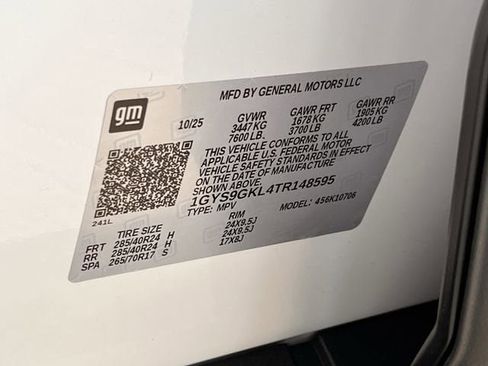 gm
MFD BY GENERAL MOTORS LLC
10/25 GVWR GAWR FRT GAWR RR
3447 KG 1678 KG 1905 KG
7600 LB. 3700 LB. 4200 LB.
THIS VEHICLE CONFORMS TO ALL
APPLICABLE U.S. FEDERAL MOTOR
VEHICLE SAFETY STANDARDS IN EFFECT
ON THE DATE OF MANUFACTURE
SHOWN ABOVE.
1GYS9GKL4TR148595
TYPE: MPV MODEL: 456K10706
241L
TIRE SIZE RIM
FRT 285/40R24 H 24X9.5J
RR 285/40R24 H 24X9.5J
SPA 265/70R17 S 17X8J